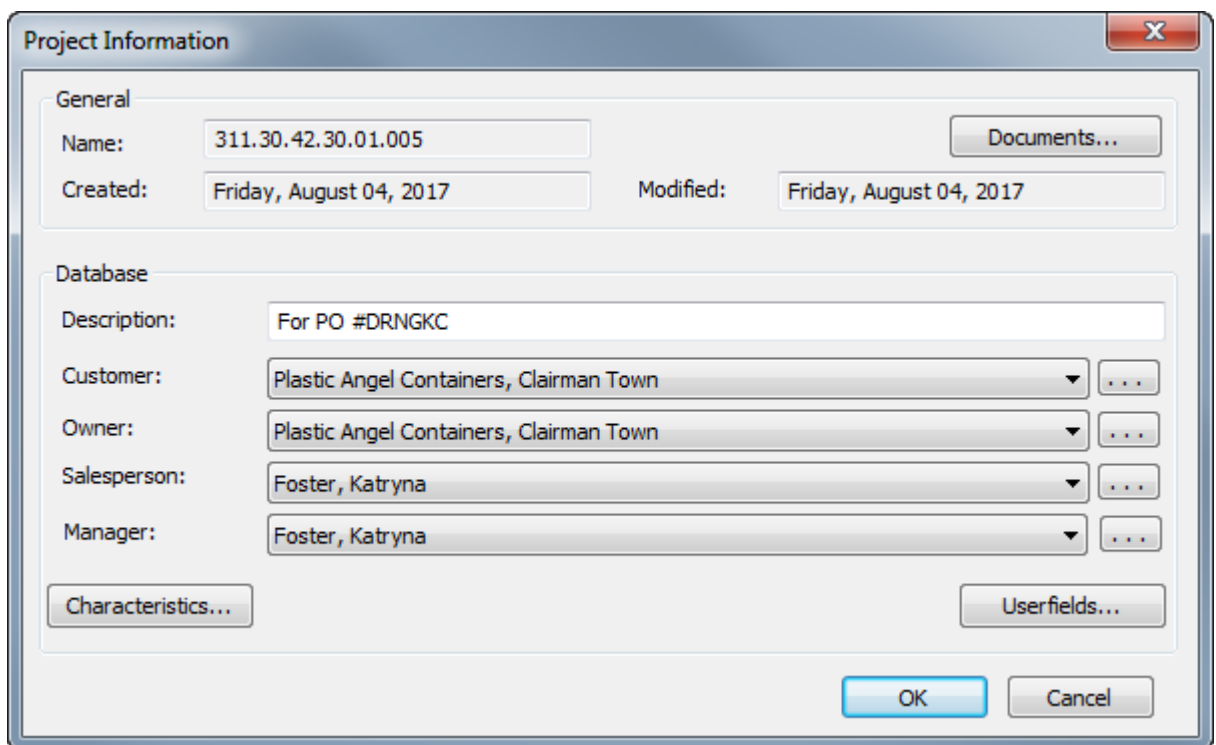 Project Information
General
Name: 311.30.42.30.01.005 Documents...
Created: Friday, August 04, 2017 Modified: Friday, August 04, 2017
Database
Description: For PO #DRNGKC
Customer: Plastic Angel Containers, Clairman Town ...
Owner: Plastic Angel Containers, Clairman Town ...
Salesperson: Foster, Katryna ...
Manager: Foster, Katryna ...
Characteristics... Userfields...
OK Cancel